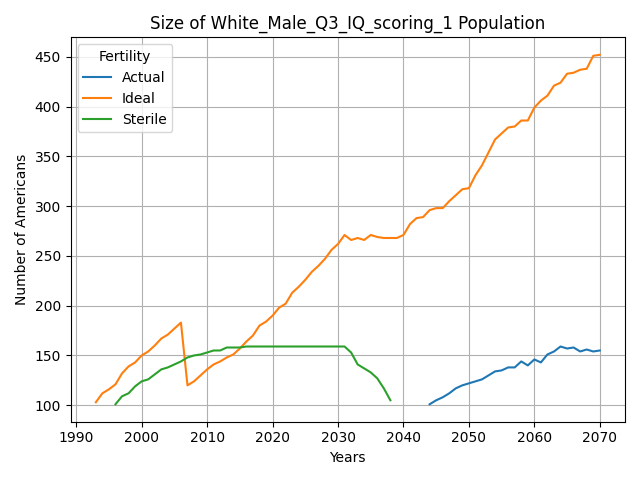 Size of White_Male_Q3_IQ_scoring_1 Population
Fertility
Actual
Ideal
Sterile
Number of Americans
450
400
350
300
250
200
150
100
1990 2000 2010 2020 2030 2040 2050 2060 2070
Years